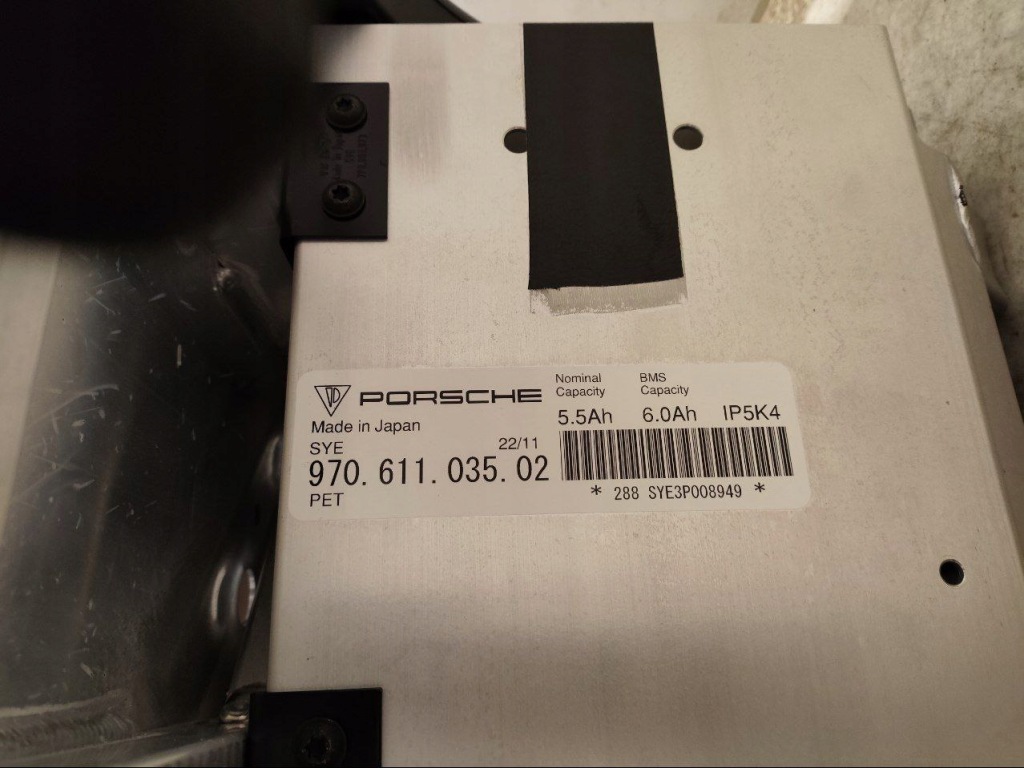 PORSCHE
Nominal Capacity
BMS Capacity
5.5Ah 6.0Ah IP5K4
Made in Japan
SYE 22/11
970.611.035.02
PET
* 288 SYE3P008949 *